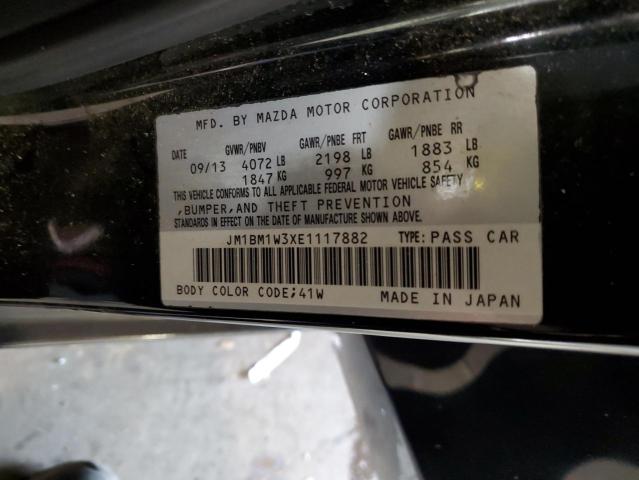 MFD. BY MAZDA MOTOR CORPORATION
DATE GVWR/PNBV GAWR/PNBE FRT GAWR/PNBE RR
09/13 4072 LB 2198 LB 1883 LB
1847 KG 997 KG 854 KG
THIS VEHICLE CONFORMS TO ALL APPLICABLE FEDERAL MOTOR VEHICLE SAFETY
,BUMPER,AND THEFT PREVENTION
STANDARDS IN EFFECT ON THE DATE OF MANUFACTURE SHOWN ABOVE.
JM1BM1W3XE1117882 TYPE: PASS CAR
BODY COLOR CODE;41W MADE IN JAPAN